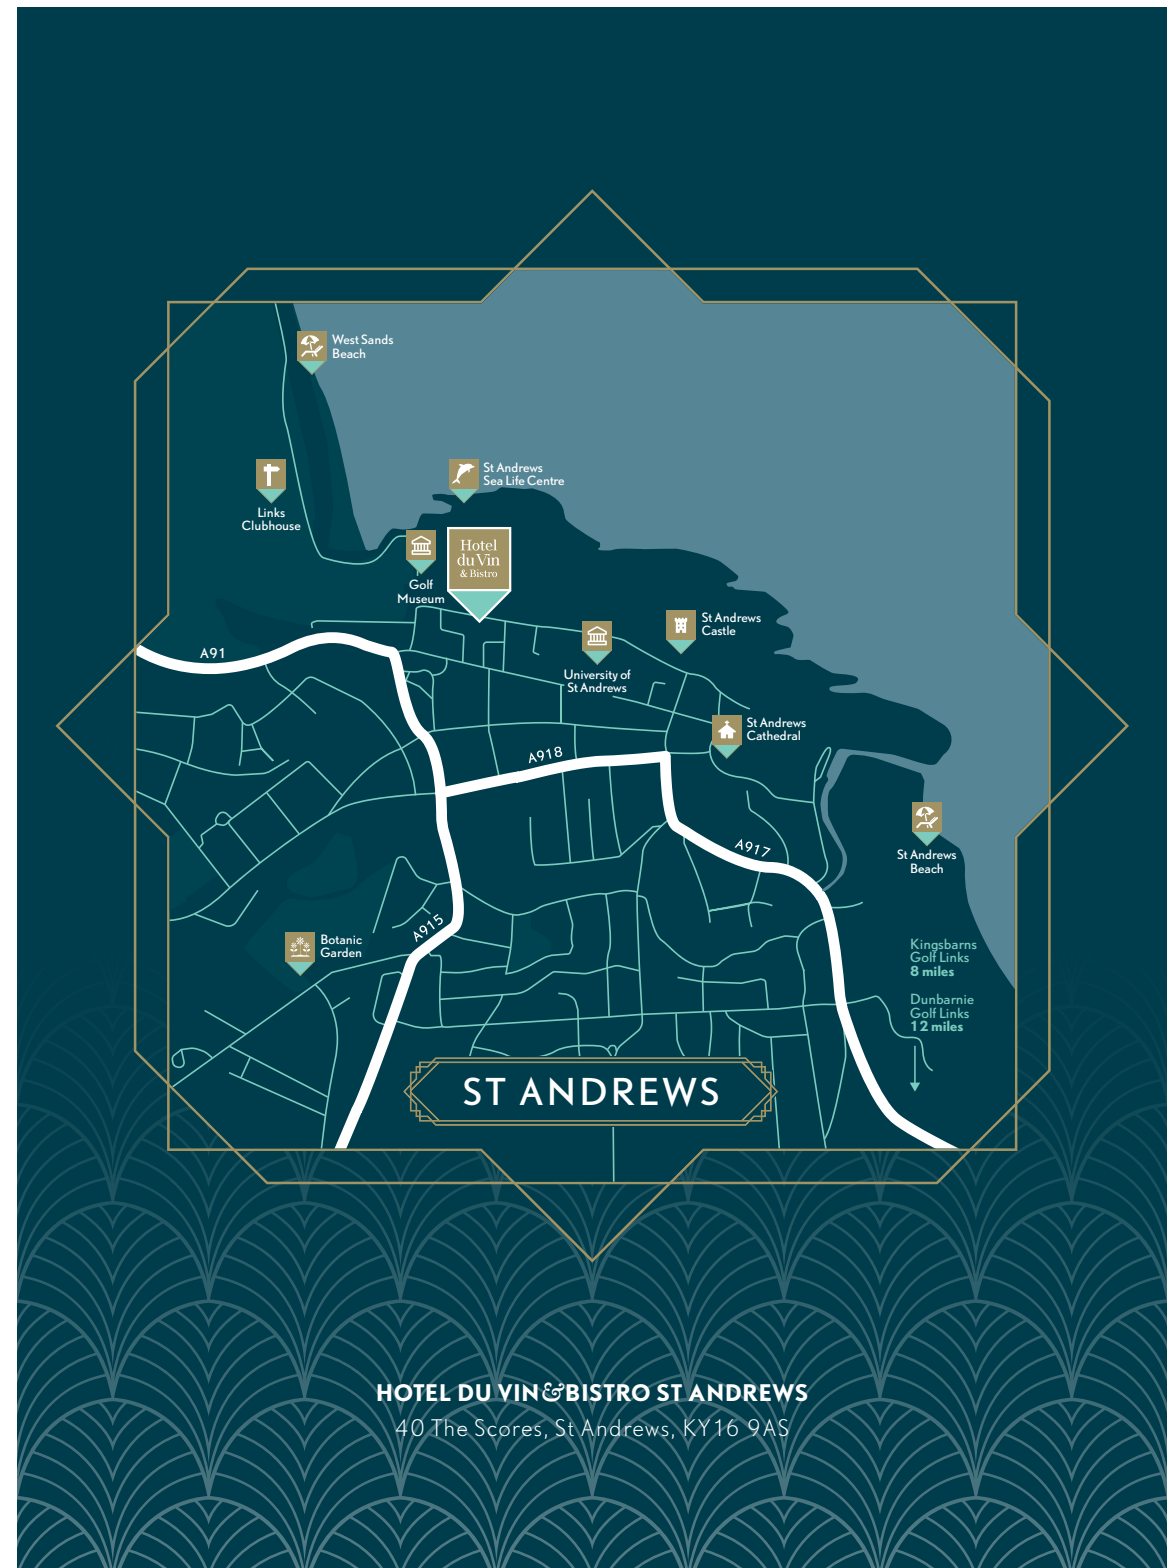 West Sands
Beach
Links
Clubhouse
St Andrews
Sea Life Centre
Golf
Museum
Hotel
du Vin
& Bistro
University of
St Andrews
St Andrews
Castle
A91
St Andrews
Cathedral
A918
A917
St Andrews
Beach
A915
Botanic
Garden
Kingsbarns
Golf Links
8 miles
Dunbarnie
Golf Links
12 miles
ST ANDREWS
HOTEL DU VIN & BISTRO ST ANDREWS
40 The Scores, St Andrews, KY16 9AS